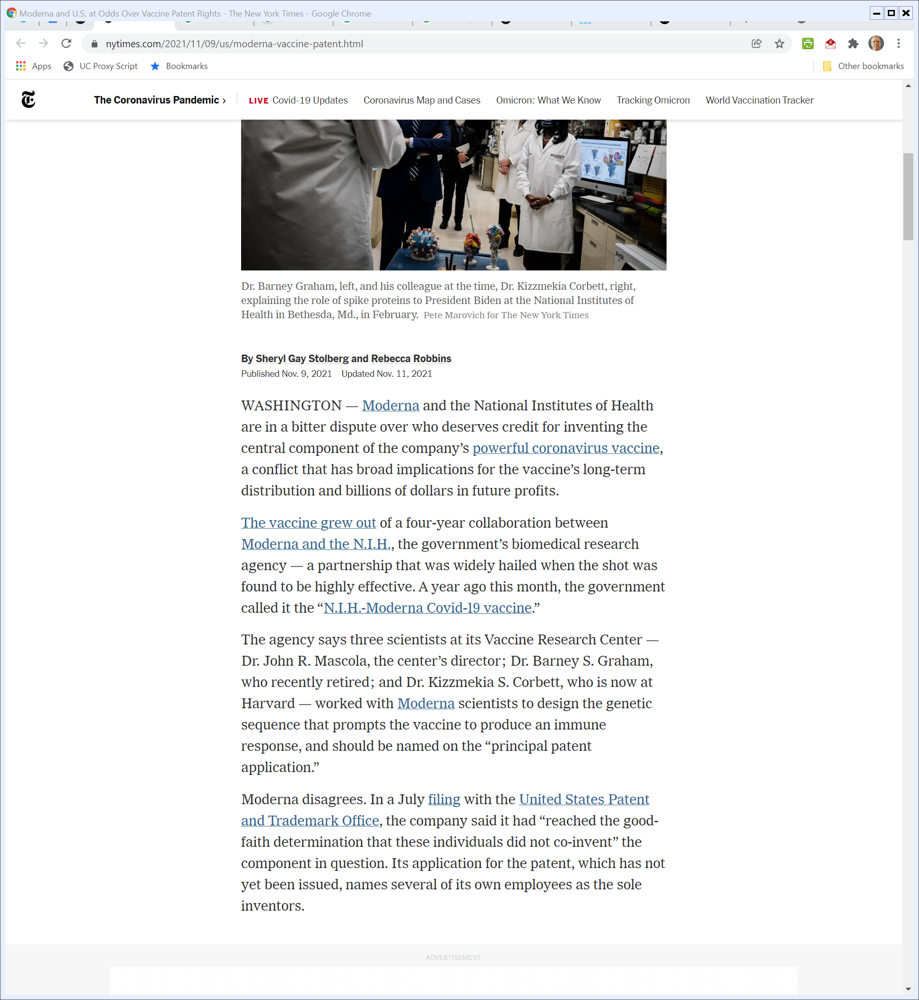 Moderna and U.S. at Odds Over Vaccine Patent Rights - The New York Times - Google Chrome
nytimes.com/2021/11/09/us/moderna-vaccine-patent.html
Apps UC Proxy Script Bookmarks Other bookmarks
The Coronavirus Pandemic › LIVE Covid-19 Updates Coronavirus Map and Cases Omicron: What We Know Tracking Omicron World Vaccination Tracker
Dr. Barney Graham, left, and his colleague at the time, Dr. Kizzmekia Corbett, right,
explaining the role of spike proteins to President Biden at the National Institutes of
Health in Bethesda, Md., in February. Pete Marovich for The New York Times
By Sheryl Gay Stolberg and Rebecca Robbins
Published Nov. 9, 2021 Updated Nov. 11, 2021
WASHINGTON — Moderna and the National Institutes of Health
are in a bitter dispute over who deserves credit for inventing the
central component of the company’s powerful coronavirus vaccine,
a conflict that has broad implications for the vaccine’s long-term
distribution and billions of dollars in future profits.
The vaccine grew out of a four-year collaboration between
Moderna and the N.I.H., the government’s biomedical research
agency — a partnership that was widely hailed when the shot was
found to be highly effective. A year ago this month, the government
called it the “N.I.H.-Moderna Covid-19 vaccine.”
The agency says three scientists at its Vaccine Research Center —
Dr. John R. Mascola, the center’s director; Dr. Barney S. Graham,
who recently retired; and Dr. Kizzmekia S. Corbett, who is now at
Harvard — worked with Moderna scientists to design the genetic
sequence that prompts the vaccine to produce an immune
response, and should be named on the “principal patent
application.”
Moderna disagrees. In a July filing with the United States Patent
and Trademark Office, the company said it had “reached the good-
faith determination that these individuals did not co-invent” the
component in question. Its application for the patent, which has not
yet been issued, names several of its own employees as the sole
inventors.
ADVERTISEMENT